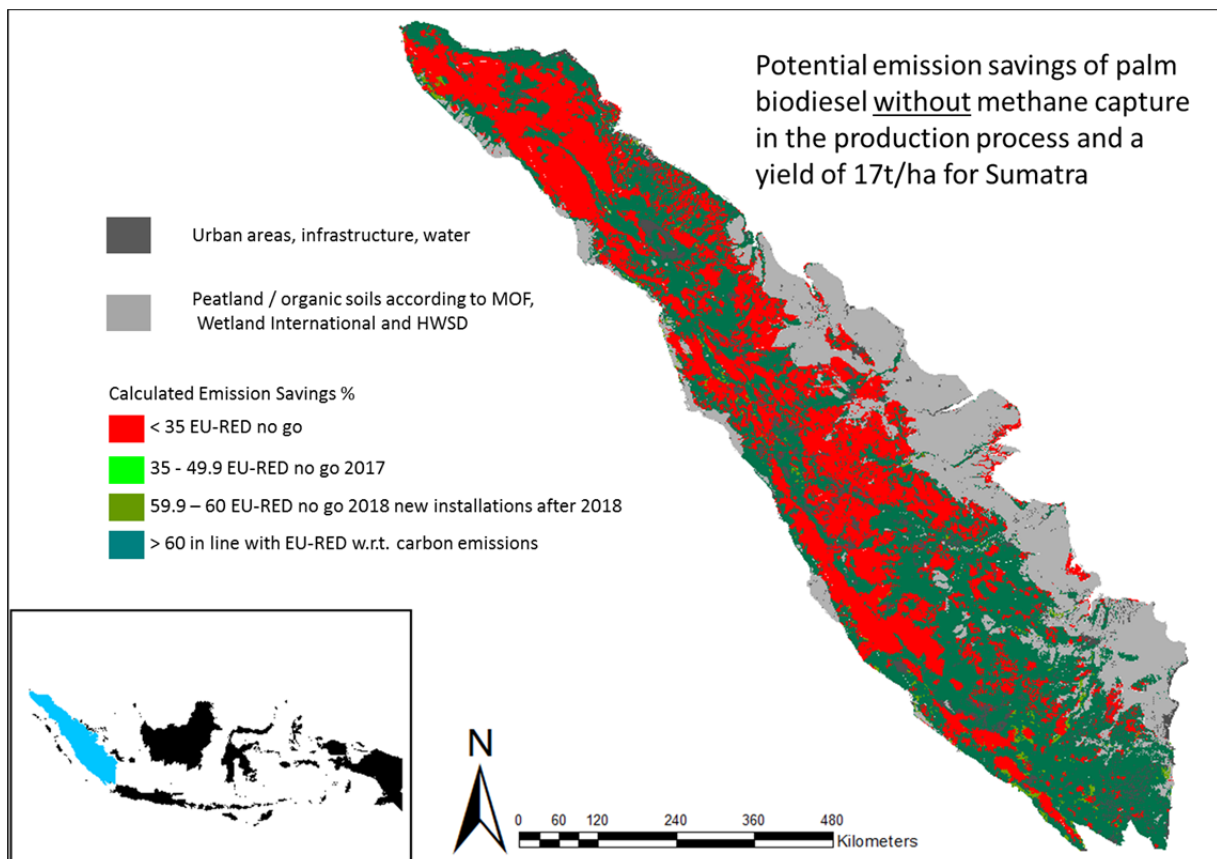 Potential emission savings of palm
biodiesel without methane capture
in the production process and a
yield of 17t/ha for Sumatra
Urban areas, infrastructure, water
Peatland / organic soils according to MOF,
Wetland International and HWSD
Calculated Emission Savings %
< 35 EU-RED no go
35 - 49.9 EU-RED no go 2017
59.9 – 60 EU-RED no go 2018 new installations after 2018
> 60 in line with EU-RED w.r.t. carbon emissions
N
0 60 120 240 360 480
Kilometers